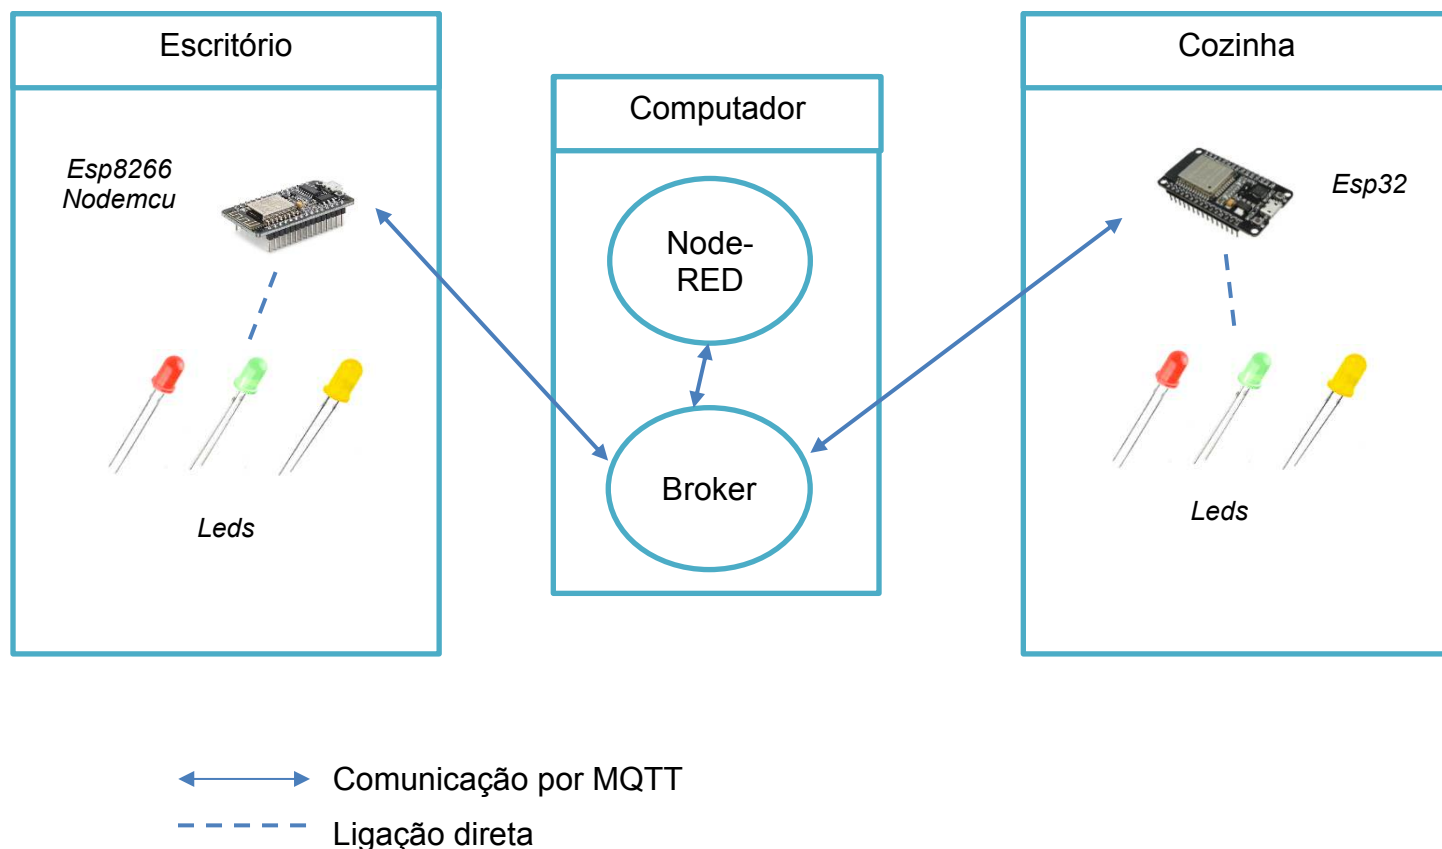 Escritório
Esp8266
Nodemcu
Leds
Computador
Node-
RED
Broker
Cozinha
Esp32
Leds
Comunicação por MQTT
Ligação direta